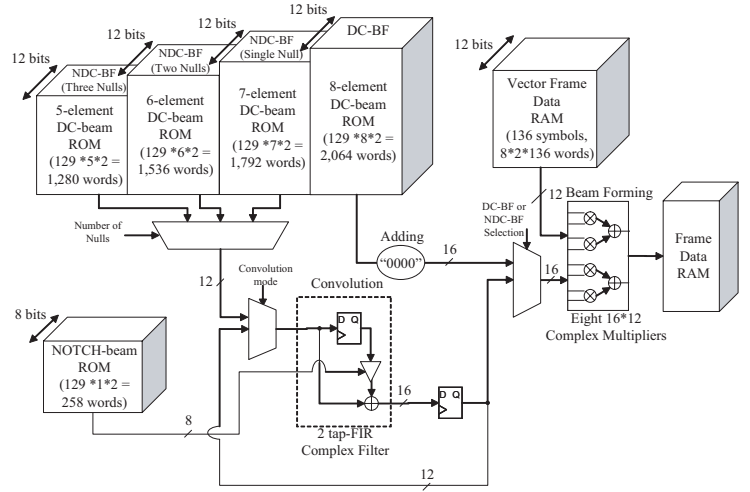 12 bits
12 bits
12 bits
12 bits
12 bits
NDC-BF
(Three Nulls)
5-element
DC-beam
ROM
(129 *5*2 =
1,280 words)
NDC-BF
(Two Nulls)
6-element
DC-beam
ROM
(129 *6*2 =
1,536 words)
NDC-BF
(Single Null)
7-element
DC-beam
ROM
(129 *7*2 =
1,792 words)
DC-BF
8-element
DC-beam
ROM
(129 *8*2 =
2,064 words)
Vector Frame
Data
RAM
(136 symbols,
8*2*136 words)
12
Beam Forming
DC-BF or
NDC-BF
Selection
Number of
Nulls
Adding
"0000"
16
16
Frame
Data
RAM
Eight 16*12
Complex Multipliers
12
Convolution
mode
Convolution
D Q
8 bits
NOTCH-beam
ROM
(129 *1*2 =
258 words)
8
16
D Q
2 tap-FIR
Complex Filter
12